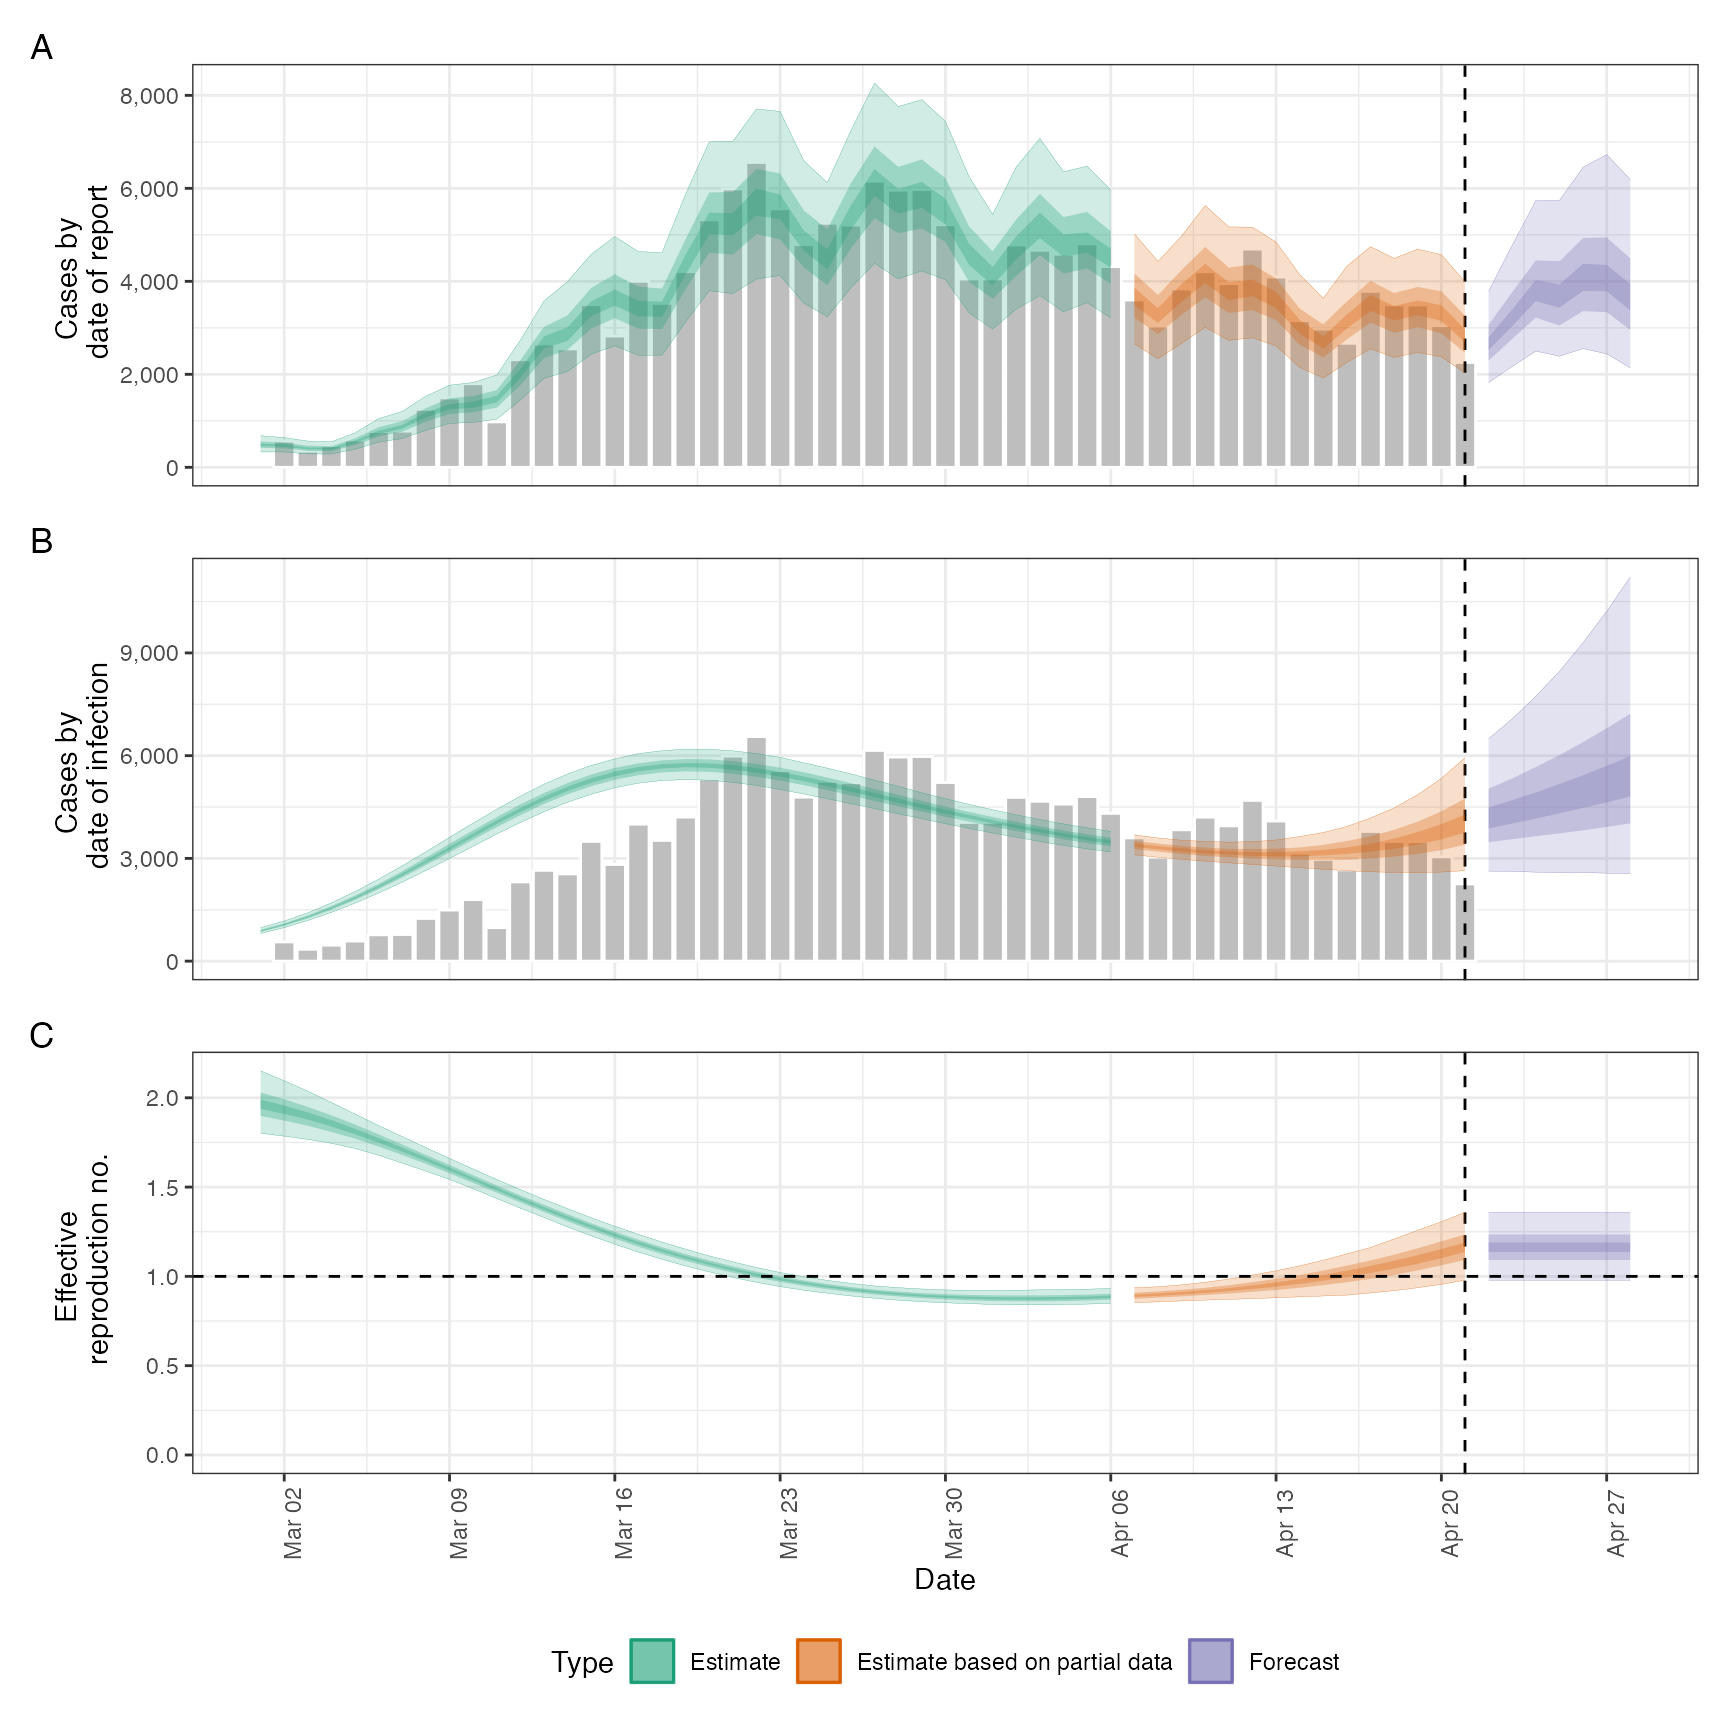 A
Cases by
date of report
8,000
6,000
4,000
2,000
0
B
Cases by
date of infection
9,000
6,000
3,000
0
C
Effective
reproduction no.
2.0
1.5
1.0
0.5
0.0
Mar 02
Mar 09
Mar 16
Mar 23
Mar 30
Apr 06
Apr 13
Apr 20
Apr 27
Date
Type Estimate Estimate based on partial data Forecast